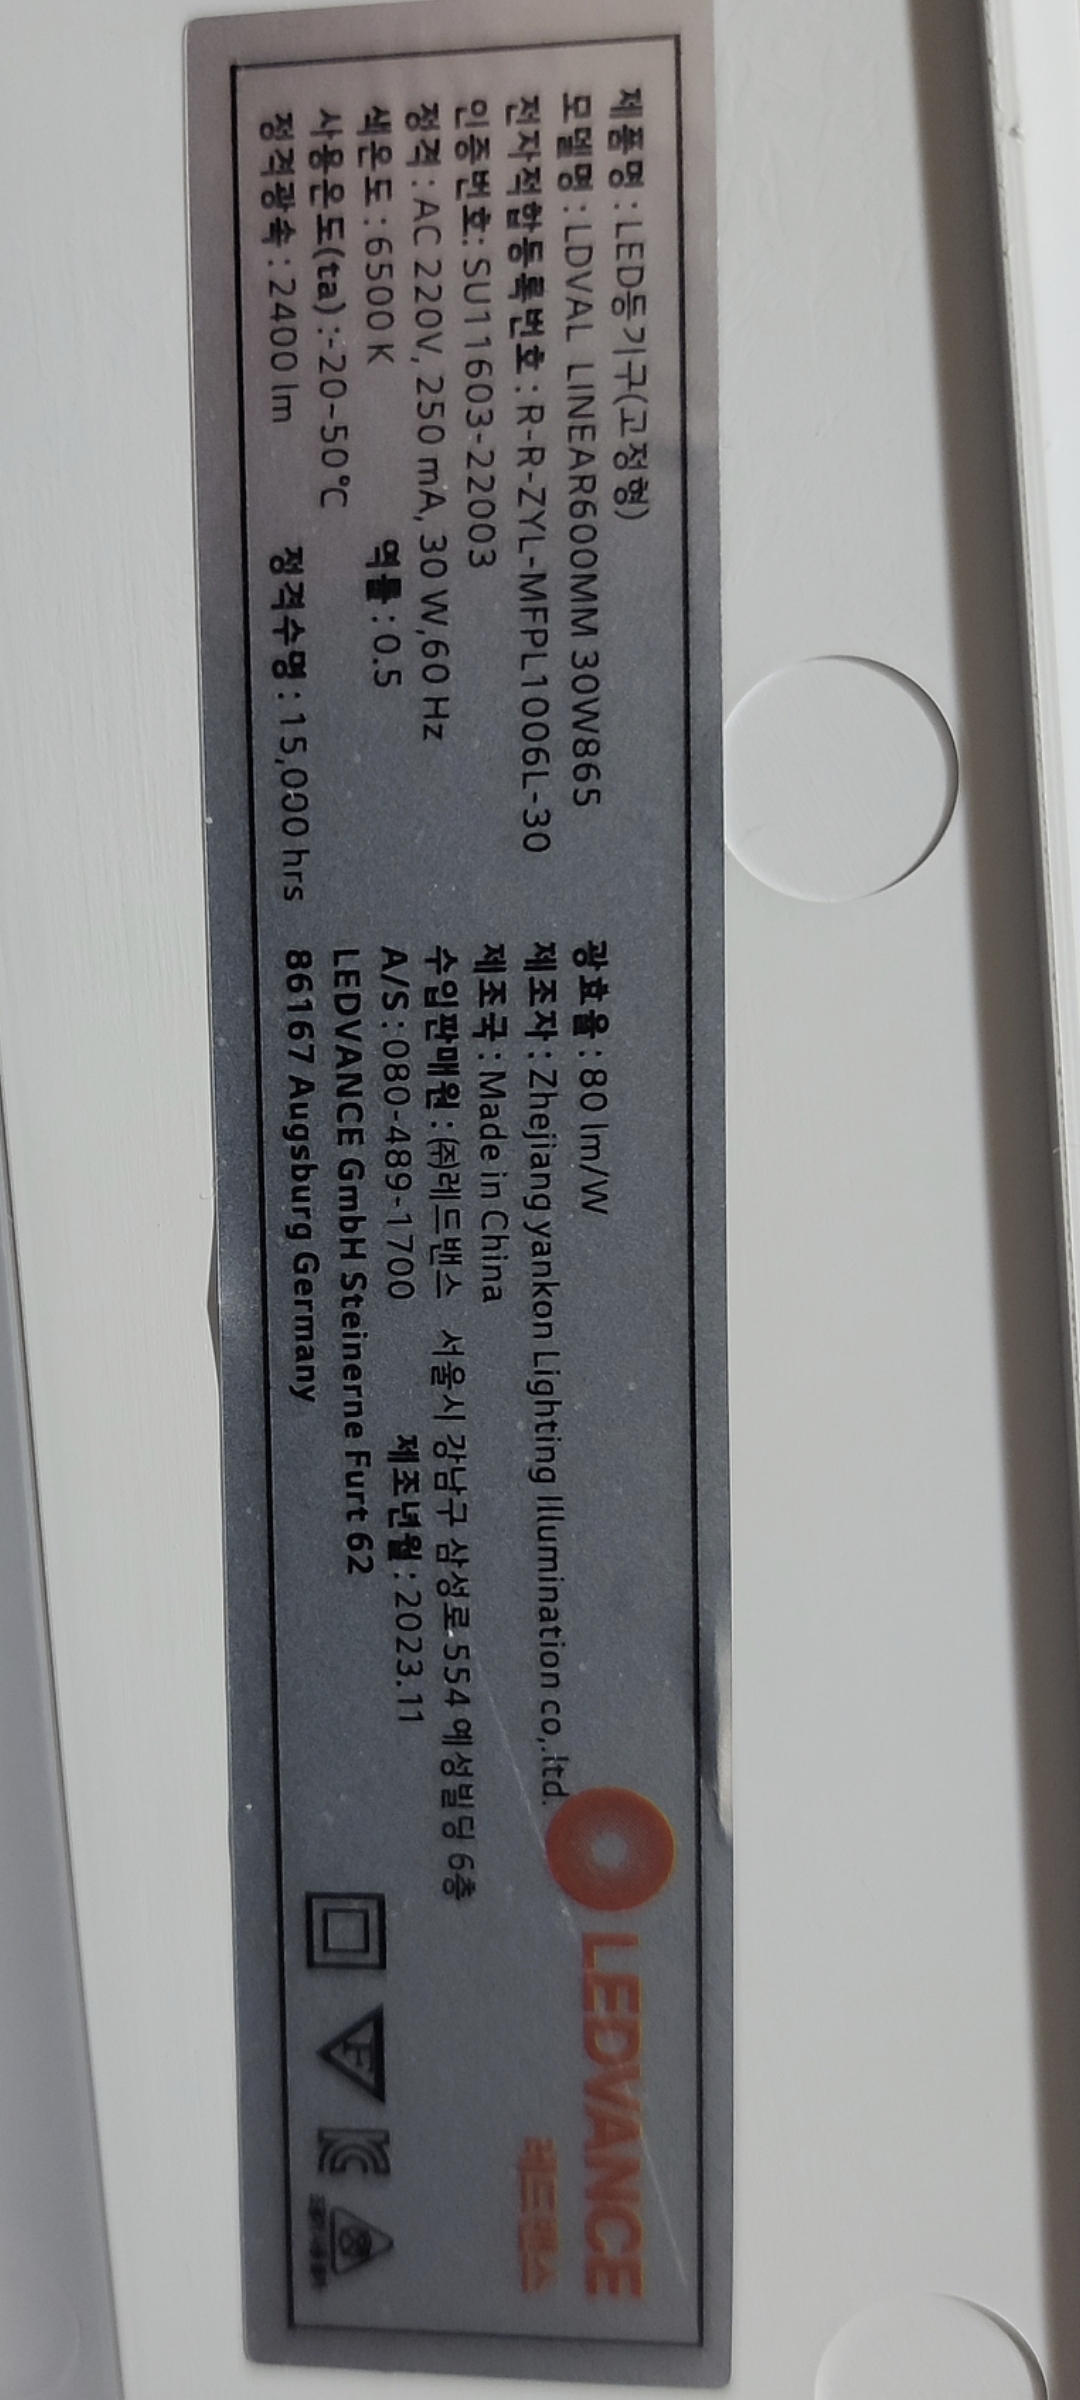 제품명 : LED등기구(고정형)
모델명 : LDVAL LINEAR600MM 30W865
전자적합등록번호 : R-R-ZYL-MFPL1006L-30
인증번호: SU11603-22003
정격 : AC 220V, 250 mA, 30 W,60 Hz
색온도 : 6500 K 역률 : 0.5
사용온도(ta) :-20~50℃
정격광속 : 2400 lm 정격수명 : 15,000 hrs
광효율 : 80 lm/W
제조자 : Zhejiang yankon Lighting Illumination co,.ltd.
제조국 : Made in China
수입판매원 : ㈜레드밴스 서울시 강남구 삼성로 554 예성빌딩 6층
A/S : 080-489-1700 제조년월 : 2023.11
LEDVANCE GmbH Steinerne Furt 62
86167 Augsburg Germany
LEDVANCE
레드밴스
F